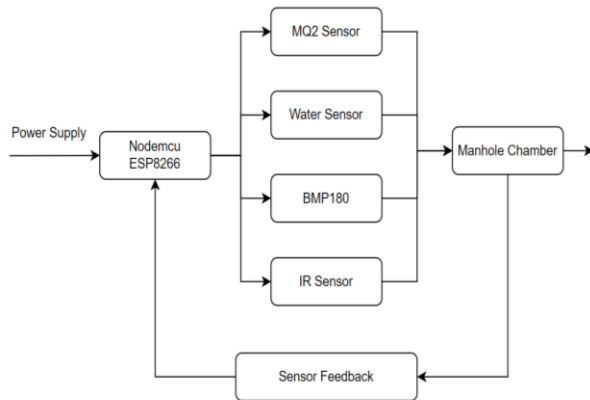 MQ2 Sensor
Water Sensor
Power Supply
Nodemcu
ESP8266
Manhole Chamber
BMP180
IR Sensor
Sensor Feedback